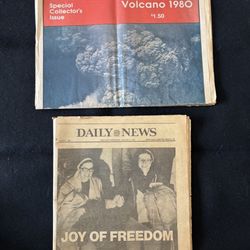 Special
Collector's
Issue
Volcano 1980
$1.50
DAILY NEWS
JOY OF FREEDOM